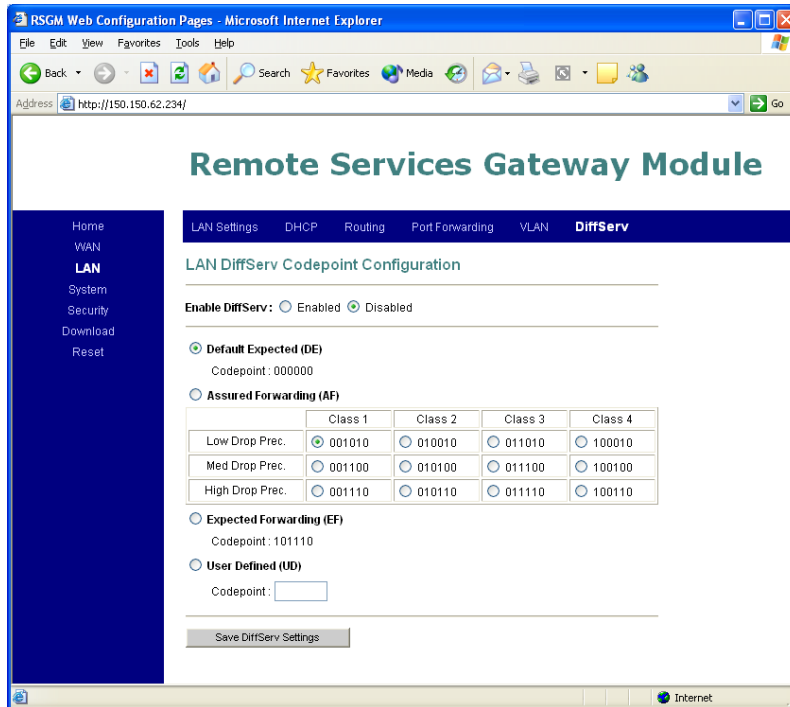 RSGM Web Configuration Pages - Microsoft Internet Explorer
File Edit View Favorites Tools Help
Back Search Favorites Media
Address http://150.150.62.234/ Go
Remote Services Gateway Module
Home
WAN
LAN
System
Security
Download
Reset
LAN Settings DHCP Routing Port Forwarding VLAN DiffServ
LAN DiffServ Codepoint Configuration
Enable DiffServ : Enabled Disabled
Default Expected (DE)
Codepoint : 000000
Assured Forwarding (AF)
Class 1 Class 2 Class 3 Class 4
Low Drop Prec. 001010 010010 011010 100010
Med Drop Prec. 001100 010100 011100 100100
High Drop Prec. 001110 010110 011110 100110
Expected Forwarding (EF)
Codepoint : 101110
User Defined (UD)
Codepoint :
Save DiffServ Settings
Internet